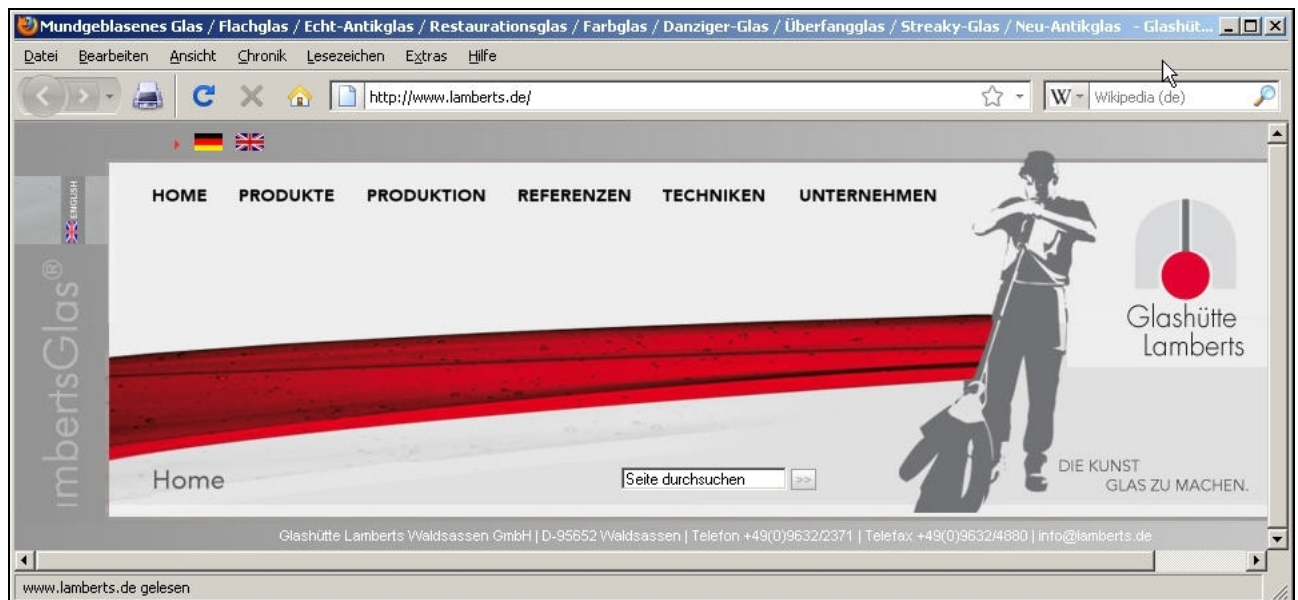 Mundgeblasenes Glas / Flachglas / Echt-Antikglas / Restaurationsglas / Farbglas / Danziger-Glas / Überfangglas / Streaky-Glas / Neu-Antikglas - Glashüt...
Datei Bearbeiten Ansicht Chronik Lesezeichen Extras Hilfe
http://www.lamberts.de/
W Wikipedia (de)
ENGLISH
HOME PRODUKTE PRODUKTION REFERENZEN TECHNIKEN UNTERNEHMEN
imbertsGlas®
Glashütte
Lamberts
Home
Seite durchsuchen >>
DIE KUNST
GLAS ZU MACHEN.
Glashütte Lamberts Waldsassen GmbH | D-95652 Waldsassen | Telefon +49(0)9632/2371 | Telefax +49(0)9632/4880 | info@lamberts.de
www.lamberts.de gelesen